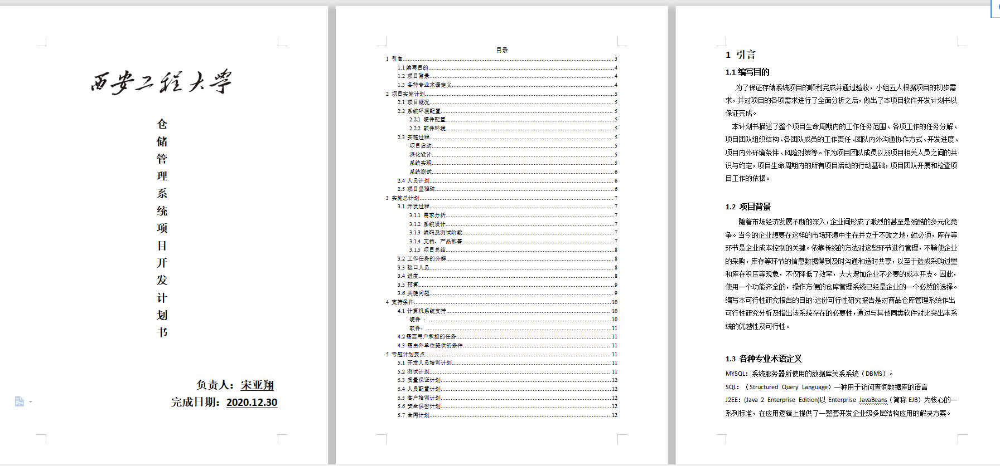 西安工程大学
仓
储
管
理
系
统
项
目
开
发
计
划
书
负责人：宋亚翔
完成日期：2020.12.30
目录
1 引言 3
1.1编写目的 4
1.2 项目背景 4
1.3 各种专业术语定义 4
2 项目实施计划 5
2.1 项目概况 5
2.2 系统环境配置 5
2.2.1 硬件配置 5
2.2.2 软件环境 5
2.3 实施过程 5
项目启动 5
深化设计 5
系统实现 5
系统测试 6
2.4 人员计划 6
2.5 项目里程碑 6
3 实施总计划 7
3.1 开发过程 7
3.1.1 需求分析 7
3.1.2 系统设计 7
3.1.3 编码及测试阶段 7
3.1.4 文档、产品部署 7
3.1.5 项目总结 8
3.2 工作任务的分解 8
3.3 接口人员 8
3.4 进度 8
3.5 预算 9
3.6 关键问题 9
4 支持条件 10
4.1 计算机系统支持 10
硬件 ： 10
软件： 11
4.2需要用户承担的任务 11
4.3 需由外单位提供的条件 11
5 专题计划要点 11
5.1 开发人员培训计划 11
5.2 测试计划 11
5.3 质量保证计划 12
5.4 人员配置计划 12
5.5 客户培训计划 12
5.6 安全保密计划 12
5.7 合同计划 12
1 引言
1.1编写目的
为了保证存储系统项目的顺利完成并通过验收，小组五人根据项目的初步需
求，并对项目的各项需求进行了全面分析之后，做出了本项目软件开发计划书以
保证完成。
本计划书描述了整个项目生命周期内的工作任务范围、各项工作的任务分解、
项目团队组织结构、各团队成员的工作责任、团队内外沟通协作方式、开发进度、
项目内外环境条件、风险对策等。作为项目团队成员以及项目相关人员之间的共
识与约定，项目生命周期内的所有项目活动的行动基础，项目团队开展和检查项
目工作的依据。
1.2 项目背景
随着市场经济发展不断的深入，企业间形成了激烈的甚至是残酷的多元化竞
争。当今的企业想要在这样的市场环境中生存并立于不败之地，就必须，库存等
环节是企业成本控制的关键。依靠传统的方法对这些环节进行管理，不能使企业
的采购，库存等环节的信息数据得到及时沟通和适时共享，以至于造成采购过量
和库存积压等现象，不仅降低了效率，大大增加企业不必要的成本开支。因此，
使用一个功能齐全的，操作方便的仓库管理系统已经是企业的一个必然的选择。
编写本可行性研究报告的目的:这份可行性研究报告是对商品仓库管理系统作出
可行性研究分析及指出该系统存在的必要性，通过与其他同类软件对比突出本系
统的优越性及可行性。
1.3 各种专业术语定义
MYSQL：系统服务器所使用的数据库关系系统（DBMS）。
SQL：（Structured Query Language）一种用于访问查询数据库的语言
J2EE：(Java 2 Enterprise Edition)以 Enterprise JavaBeans（简称 EJB）为核心的一
系列标准，在应用逻辑上提供了一整套开发企业级多层结构应用的解决方案。